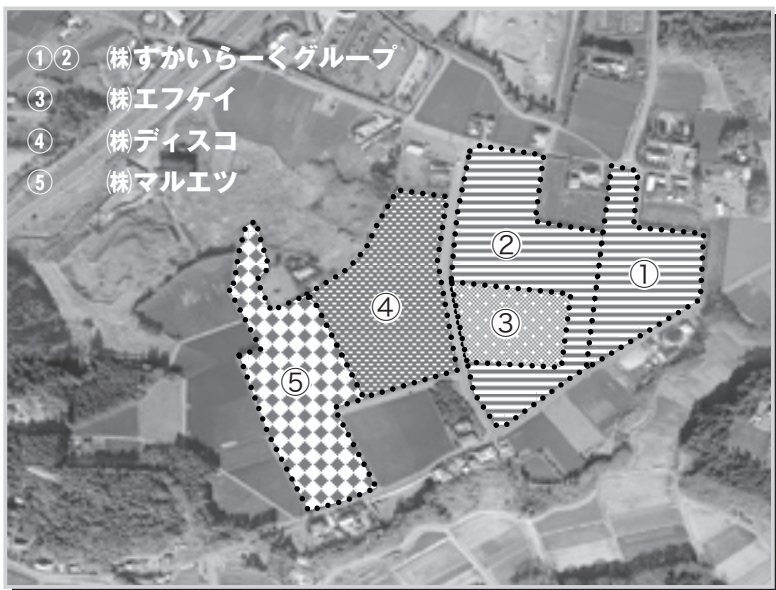 ①② ㈱すかいらーくグループ
③ ㈱エフケイ
④ ㈱ディスコ
⑤ ㈱マルエツ
②
①
④
③
⑤